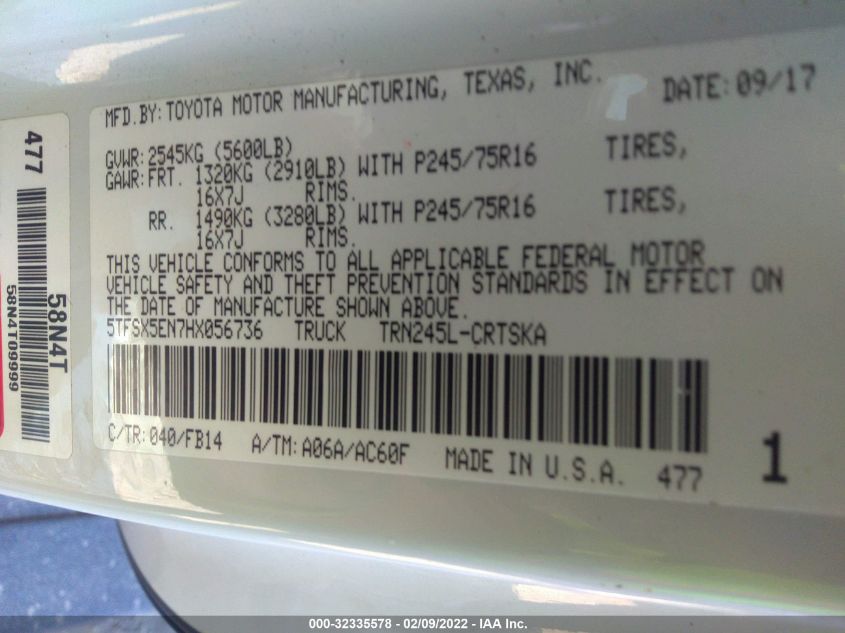 MFD.BY: TOYOTA MOTOR MANUFACTURING, TEXAS, INC. DATE: 09/17
GVWR: 2545KG (5600LB)
GAWR: FRT. 1320KG (2910LB) WITH P245/75R16 TIRES,
16X7J RIMS.
RR. 1490KG (3280LB) WITH P245/75R16 TIRES,
16X7J RIMS.
THIS VEHICLE CONFORMS TO ALL APPLICABLE FEDERAL MOTOR
VEHICLE SAFETY AND THEFT PREVENTION STANDARDS IN EFFECT ON
THE DATE OF MANUFACTURE SHOWN ABOVE.
5TFSX5EN7HX056736 TRUCK TRN245L-CRTSKA
C/TR: 040/FB14 A/TM: A06A/AC60F MADE IN U.S.A. 477 1
477
58N4T
58N4T09999
000-32335578 - 02/09/2022 - IAA Inc.